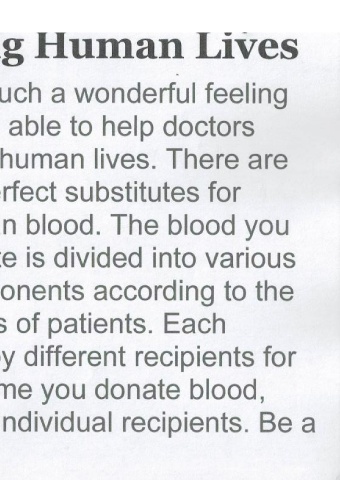 g Human Lives
uch a wonderful feeling
able to help doctors
human lives. There are
rfect substitutes for
n blood. The blood you
te is divided into various
onents according to the
s of patients. Each
by different recipients for
me you donate blood,
ndividual recipients. Be a